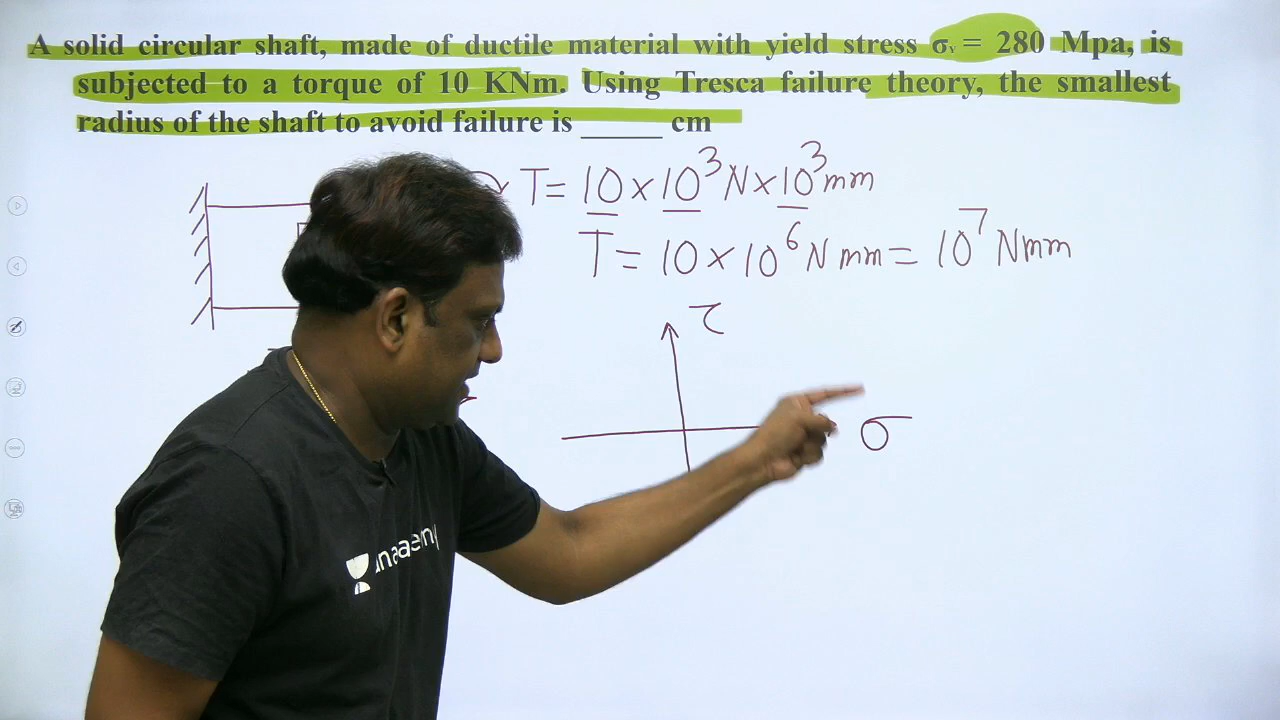 A solid circular shaft, made of ductile material with yield stress σᵧ = 280 Mpa, is
subjected to a torque of 10 KNm. Using Tresca failure theory, the smallest
radius of the shaft to avoid failure is ______ cm
T = 10 × 10³ N × 10³ mm
T = 10 × 10⁶ N mm = 10⁷ N mm
τ
σ